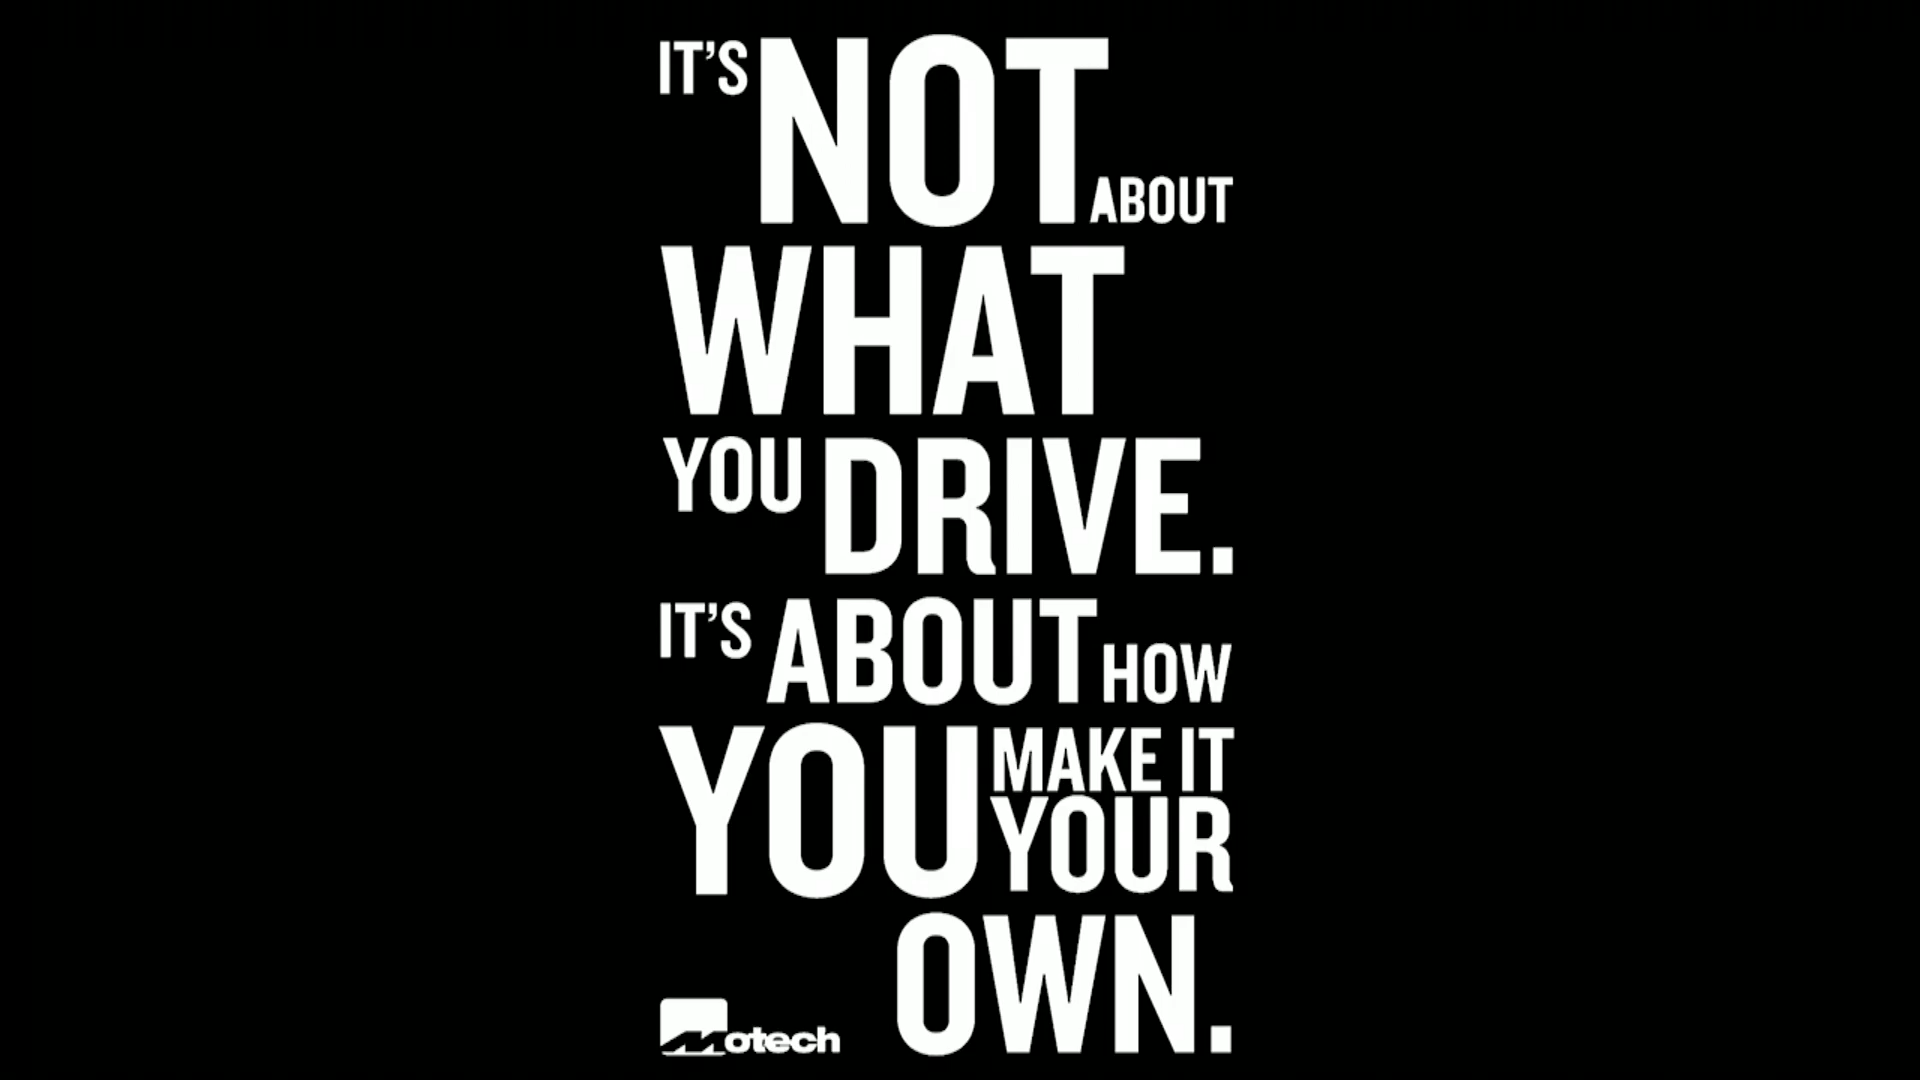 IT'S NOT ABOUT
WHAT
YOU DRIVE.
IT'S ABOUT HOW
YOU MAKE IT
YOUR
OWN.
Motech